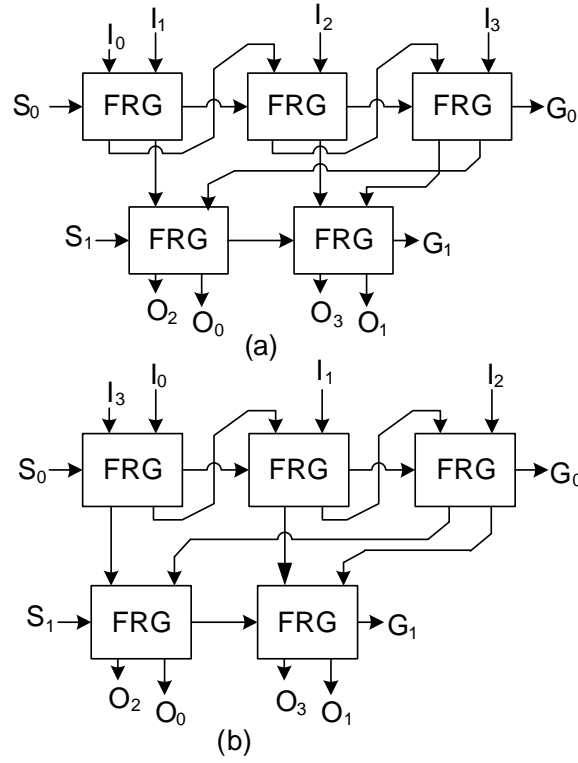 I₀ I₁ I₂ I₃
S₀ FRG FRG FRG G₀
S₁ FRG FRG G₁
O₂ O₀ O₃ O₁
(a)
I₃ I₀ I₁ I₂
S₀ FRG FRG FRG G₀
S₁ FRG FRG G₁
O₂ O₀ O₃ O₁
(b)